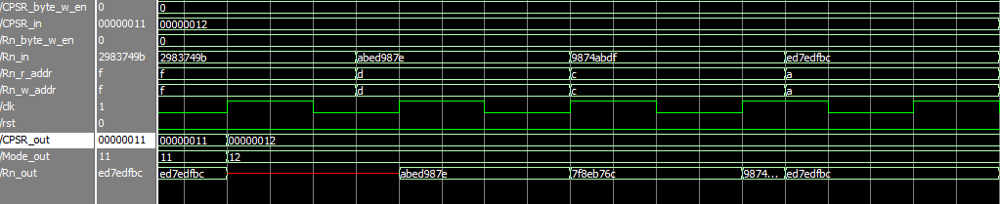 /CPSR_byte_w_en 0 0
/CPSR_in 00000011 00000012
/Rn_byte_w_en 0 0
/Rn_in 2983749b 2983749b abed987e 9874abdf ed7edfbc
/Rn_r_addr f f d c a
/Rn_w_addr f f d c a
/clk 1
/rst 0
/CPSR_out 00000011 00000011 00000012
/Mode_out 11 11 12
/Rn_out ed7edfbc ed7edfbc abed987e 7f8eb76c 9874... ed7edfbc